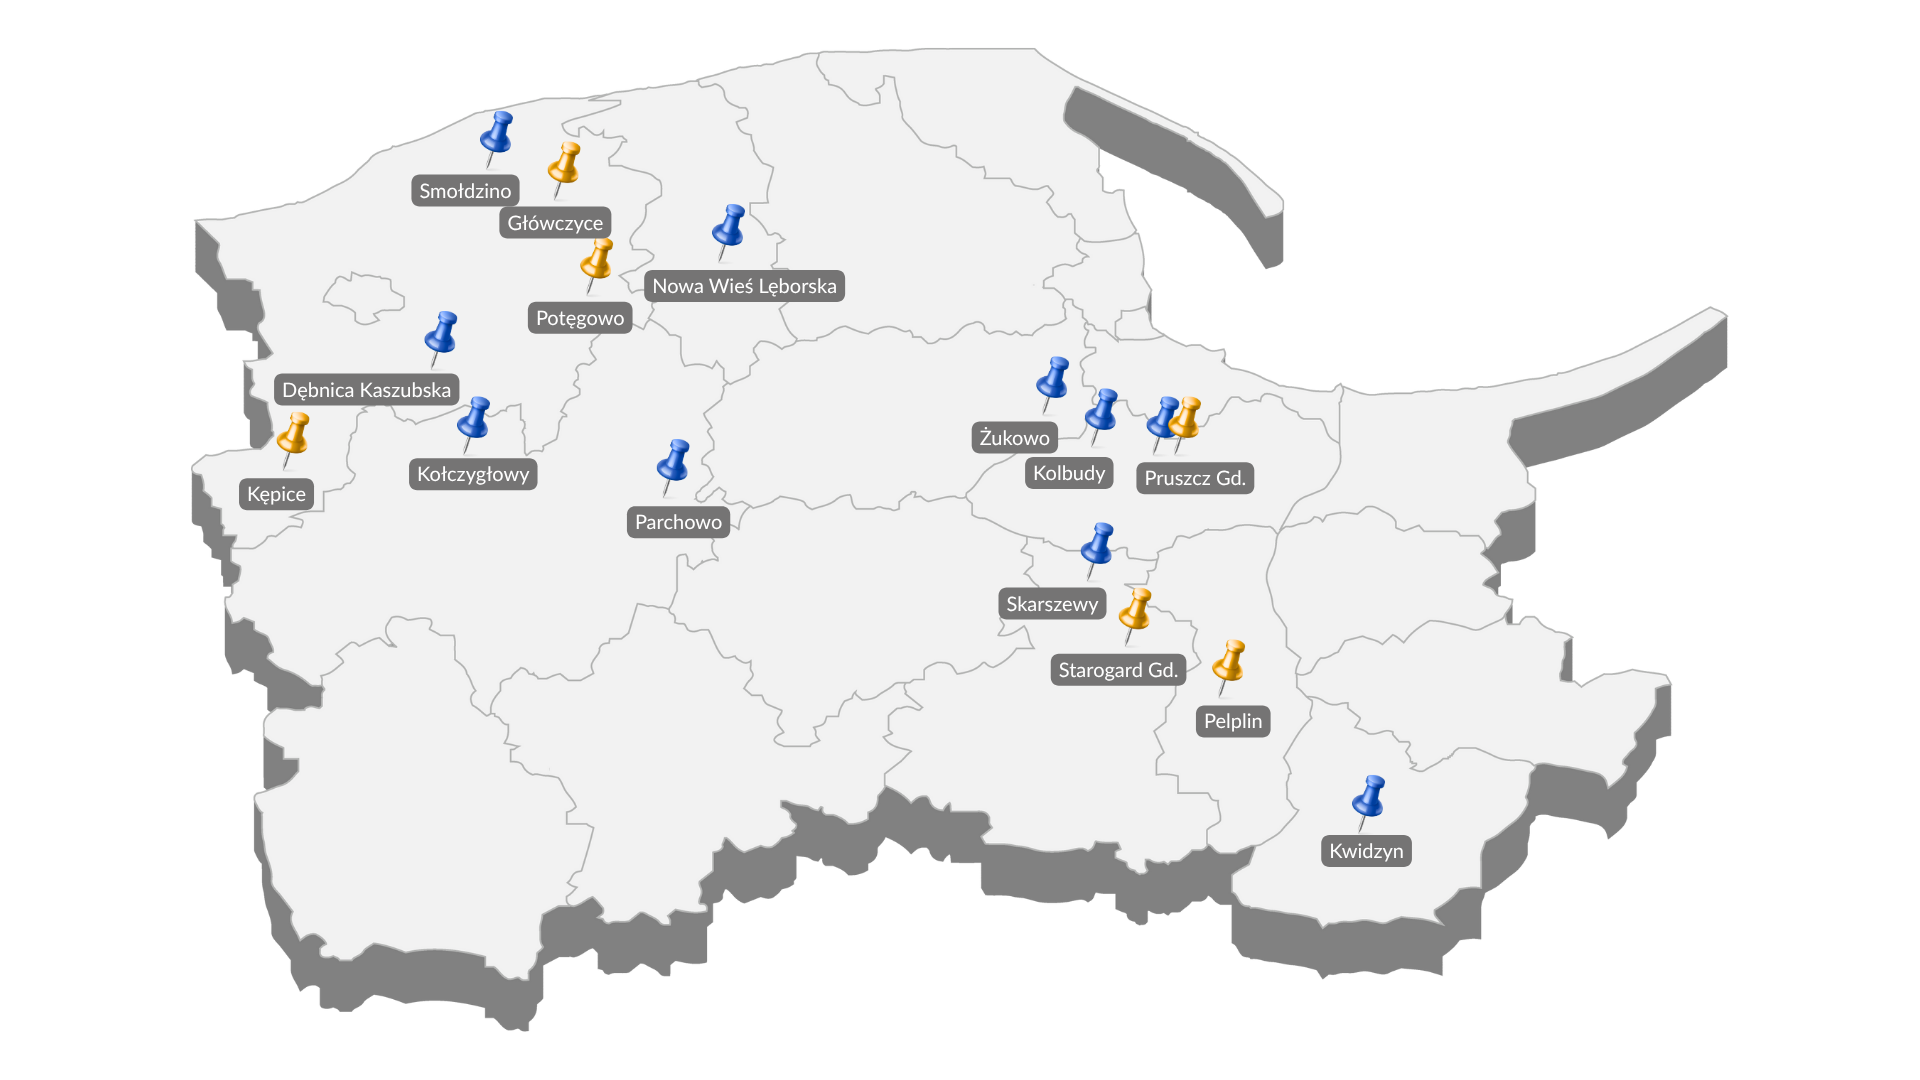 Smołdzino
Główczyce
Nowa Wieś Lęborska
Potęgowo
Dębnica Kaszubska
Żukowo
Kolbudy
Kołczygłowy
Pruszcz Gd.
Kępice
Parchowo
Skarszewy
Starogard Gd.
Pelplin
Kwidzyn